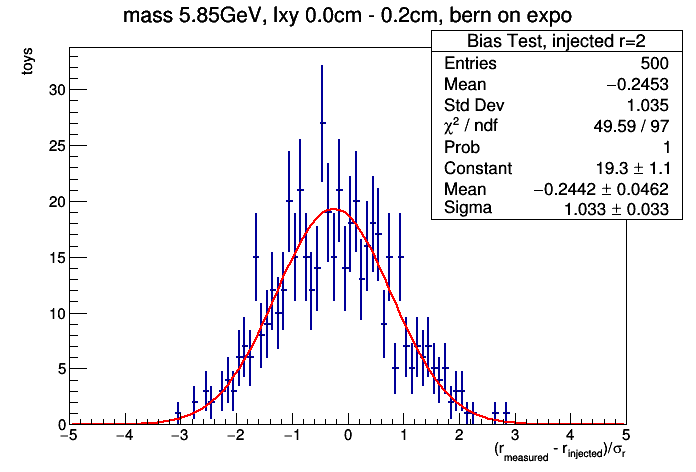 mass 5.85GeV, lxy 0.0cm - 0.2cm, bern on expo
Bias Test, injected r=2
Entries 500
Mean −0.2453
Std Dev 1.035
χ² / ndf 49.59 / 97
Prob 1
Constant 19.3 ± 1.1
Mean −0.2442 ± 0.0462
Sigma 1.033 ± 0.033
toys
30
25
20
15
10
5
0
−5 −4 −3 −2 −1 0 1 2 3 4 5
(r_measured - r_injected)/σ_r